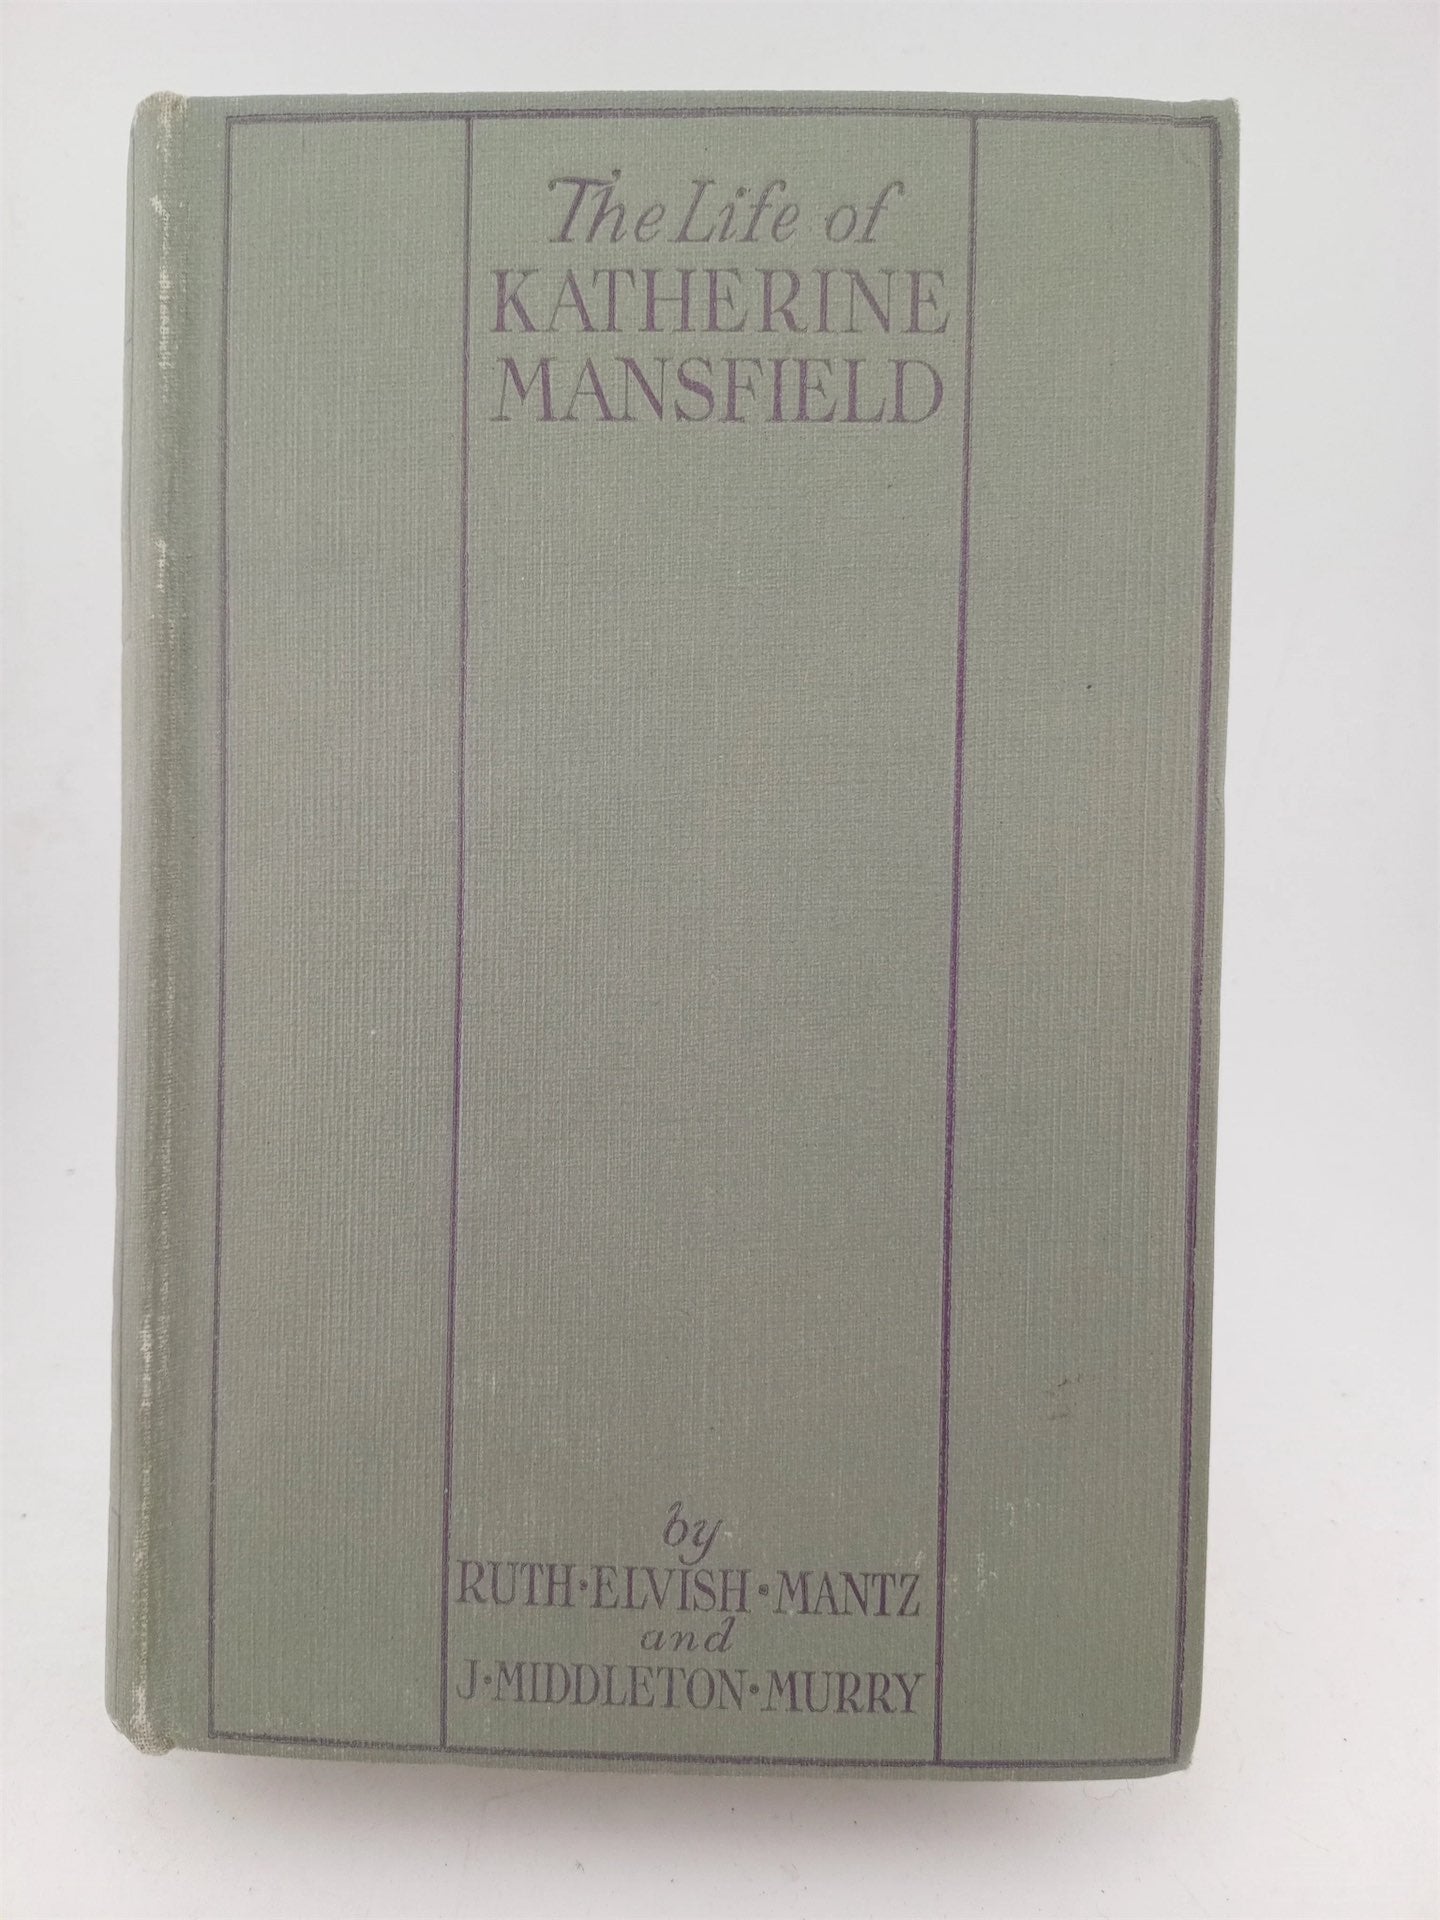 The Life of
KATHERINE
MANSFIELD
by
RUTH·ELVISH·MANTZ
and
J·MIDDLETON·MURRY